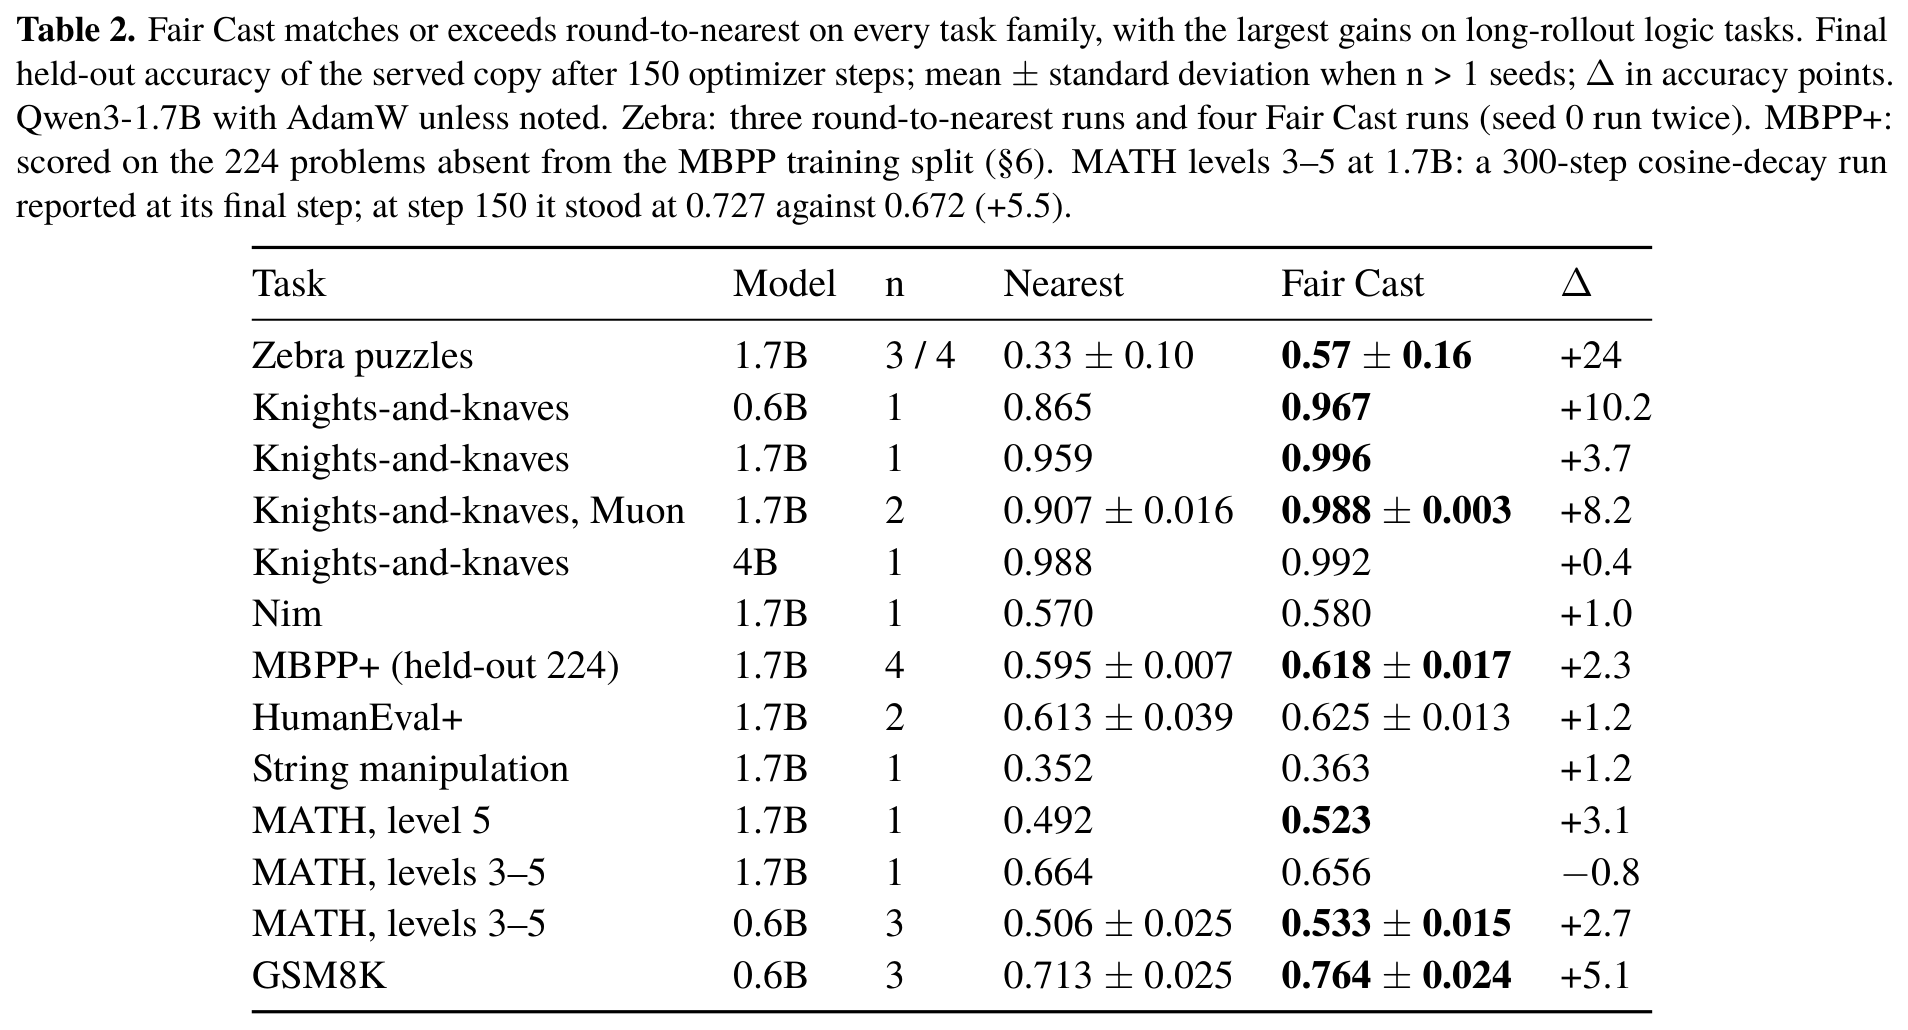 Table 2. Fair Cast matches or exceeds round-to-nearest on every task family, with the largest gains on long-rollout logic tasks. Final
held-out accuracy of the served copy after 150 optimizer steps; mean ± standard deviation when n > 1 seeds; Δ in accuracy points.
Qwen3-1.7B with AdamW unless noted. Zebra: three round-to-nearest runs and four Fair Cast runs (seed 0 run twice). MBPP+:
scored on the 224 problems absent from the MBPP training split (§6). MATH levels 3–5 at 1.7B: a 300-step cosine-decay run
reported at its final step; at step 150 it stood at 0.727 against 0.672 (+5.5).
Task Model n Nearest Fair Cast Δ
Zebra puzzles 1.7B 3 / 4 0.33 ± 0.10 0.57 ± 0.16 +24
Knights-and-knaves 0.6B 1 0.865 0.967 +10.2
Knights-and-knaves 1.7B 1 0.959 0.996 +3.7
Knights-and-knaves, Muon 1.7B 2 0.907 ± 0.016 0.988 ± 0.003 +8.2
Knights-and-knaves 4B 1 0.988 0.992 +0.4
Nim 1.7B 1 0.570 0.580 +1.0
MBPP+ (held-out 224) 1.7B 4 0.595 ± 0.007 0.618 ± 0.017 +2.3
HumanEval+ 1.7B 2 0.613 ± 0.039 0.625 ± 0.013 +1.2
String manipulation 1.7B 1 0.352 0.363 +1.2
MATH, level 5 1.7B 1 0.492 0.523 +3.1
MATH, levels 3–5 1.7B 1 0.664 0.656 −0.8
MATH, levels 3–5 0.6B 3 0.506 ± 0.025 0.533 ± 0.015 +2.7
GSM8K 0.6B 3 0.713 ± 0.025 0.764 ± 0.024 +5.1